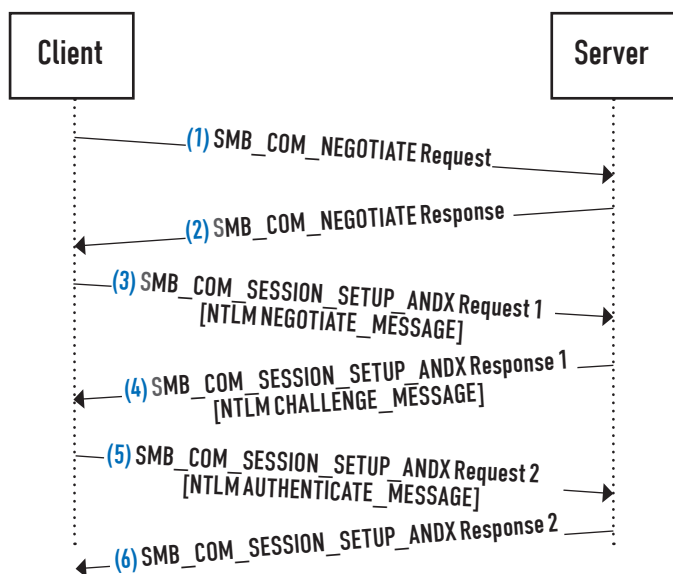 Client
Server
(1) SMB_COM_NEGOTIATE Request
(2) SMB_COM_NEGOTIATE Response
(3) SMB_COM_SESSION_SETUP_ANDX Request 1
[NTLM NEGOTIATE_MESSAGE]
(4) SMB_COM_SESSION_SETUP_ANDX Response 1
[NTLM CHALLENGE_MESSAGE]
(5) SMB_COM_SESSION_SETUP_ANDX Request 2
[NTLM AUTHENTICATE_MESSAGE]
(6) SMB_COM_SESSION_SETUP_ANDX Response 2